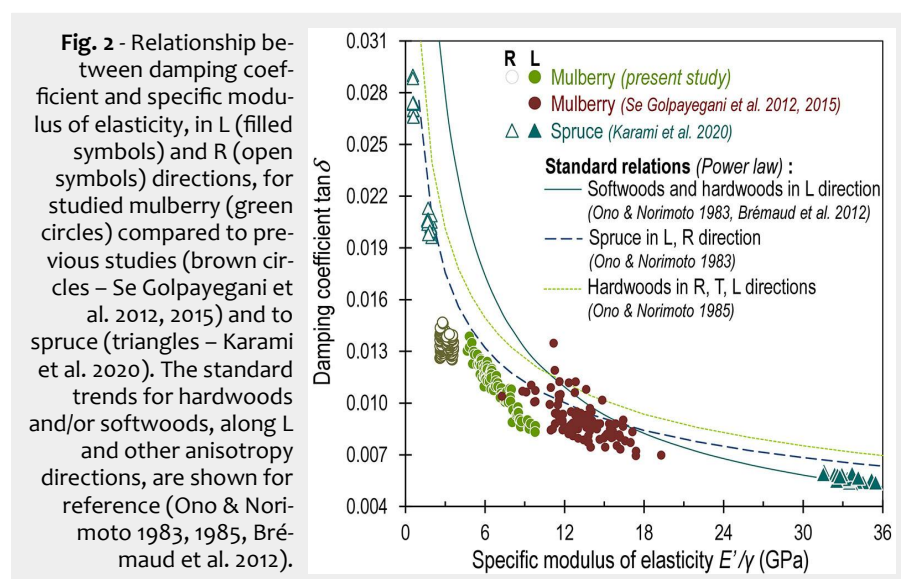 Fig. 2 - Relationship be-
tween damping coef-
ficient and specific modu-
lus of elasticity, in L (filled
symbols) and R (open
symbols) directions, for
studied mulberry (green
circles) compared to pre-
vious studies (brown cir-
cles – Se Golpayegani et
al. 2012, 2015) and to
spruce (triangles – Karami
et al. 2020). The standard
trends for hardwoods
and/or softwoods, along L
and other anisotropy
directions, are shown for
reference (Ono & Nori-
moto 1983, 1985, Bré-
maud et al. 2012).
Damping coefficient tan δ
0.031
0.028
0.025
0.022
0.019
0.016
0.013
0.010
0.007
0.004
R L
Mulberry (present study)
Mulberry (Se Golpayegani et al. 2012, 2015)
Spruce (Karami et al. 2020)
Standard relations (Power law) :
Softwoods and hardwoods in L direction
(Ono & Norimoto 1983, Brémaud et al. 2012)
Spruce in L, R direction
(Ono & Norimoto 1983)
Hardwoods in R, T, L directions
(Ono & Norimoto 1985)
0 6 12 18 24 30 36
Specific modulus of elasticity E'/γ (GPa)